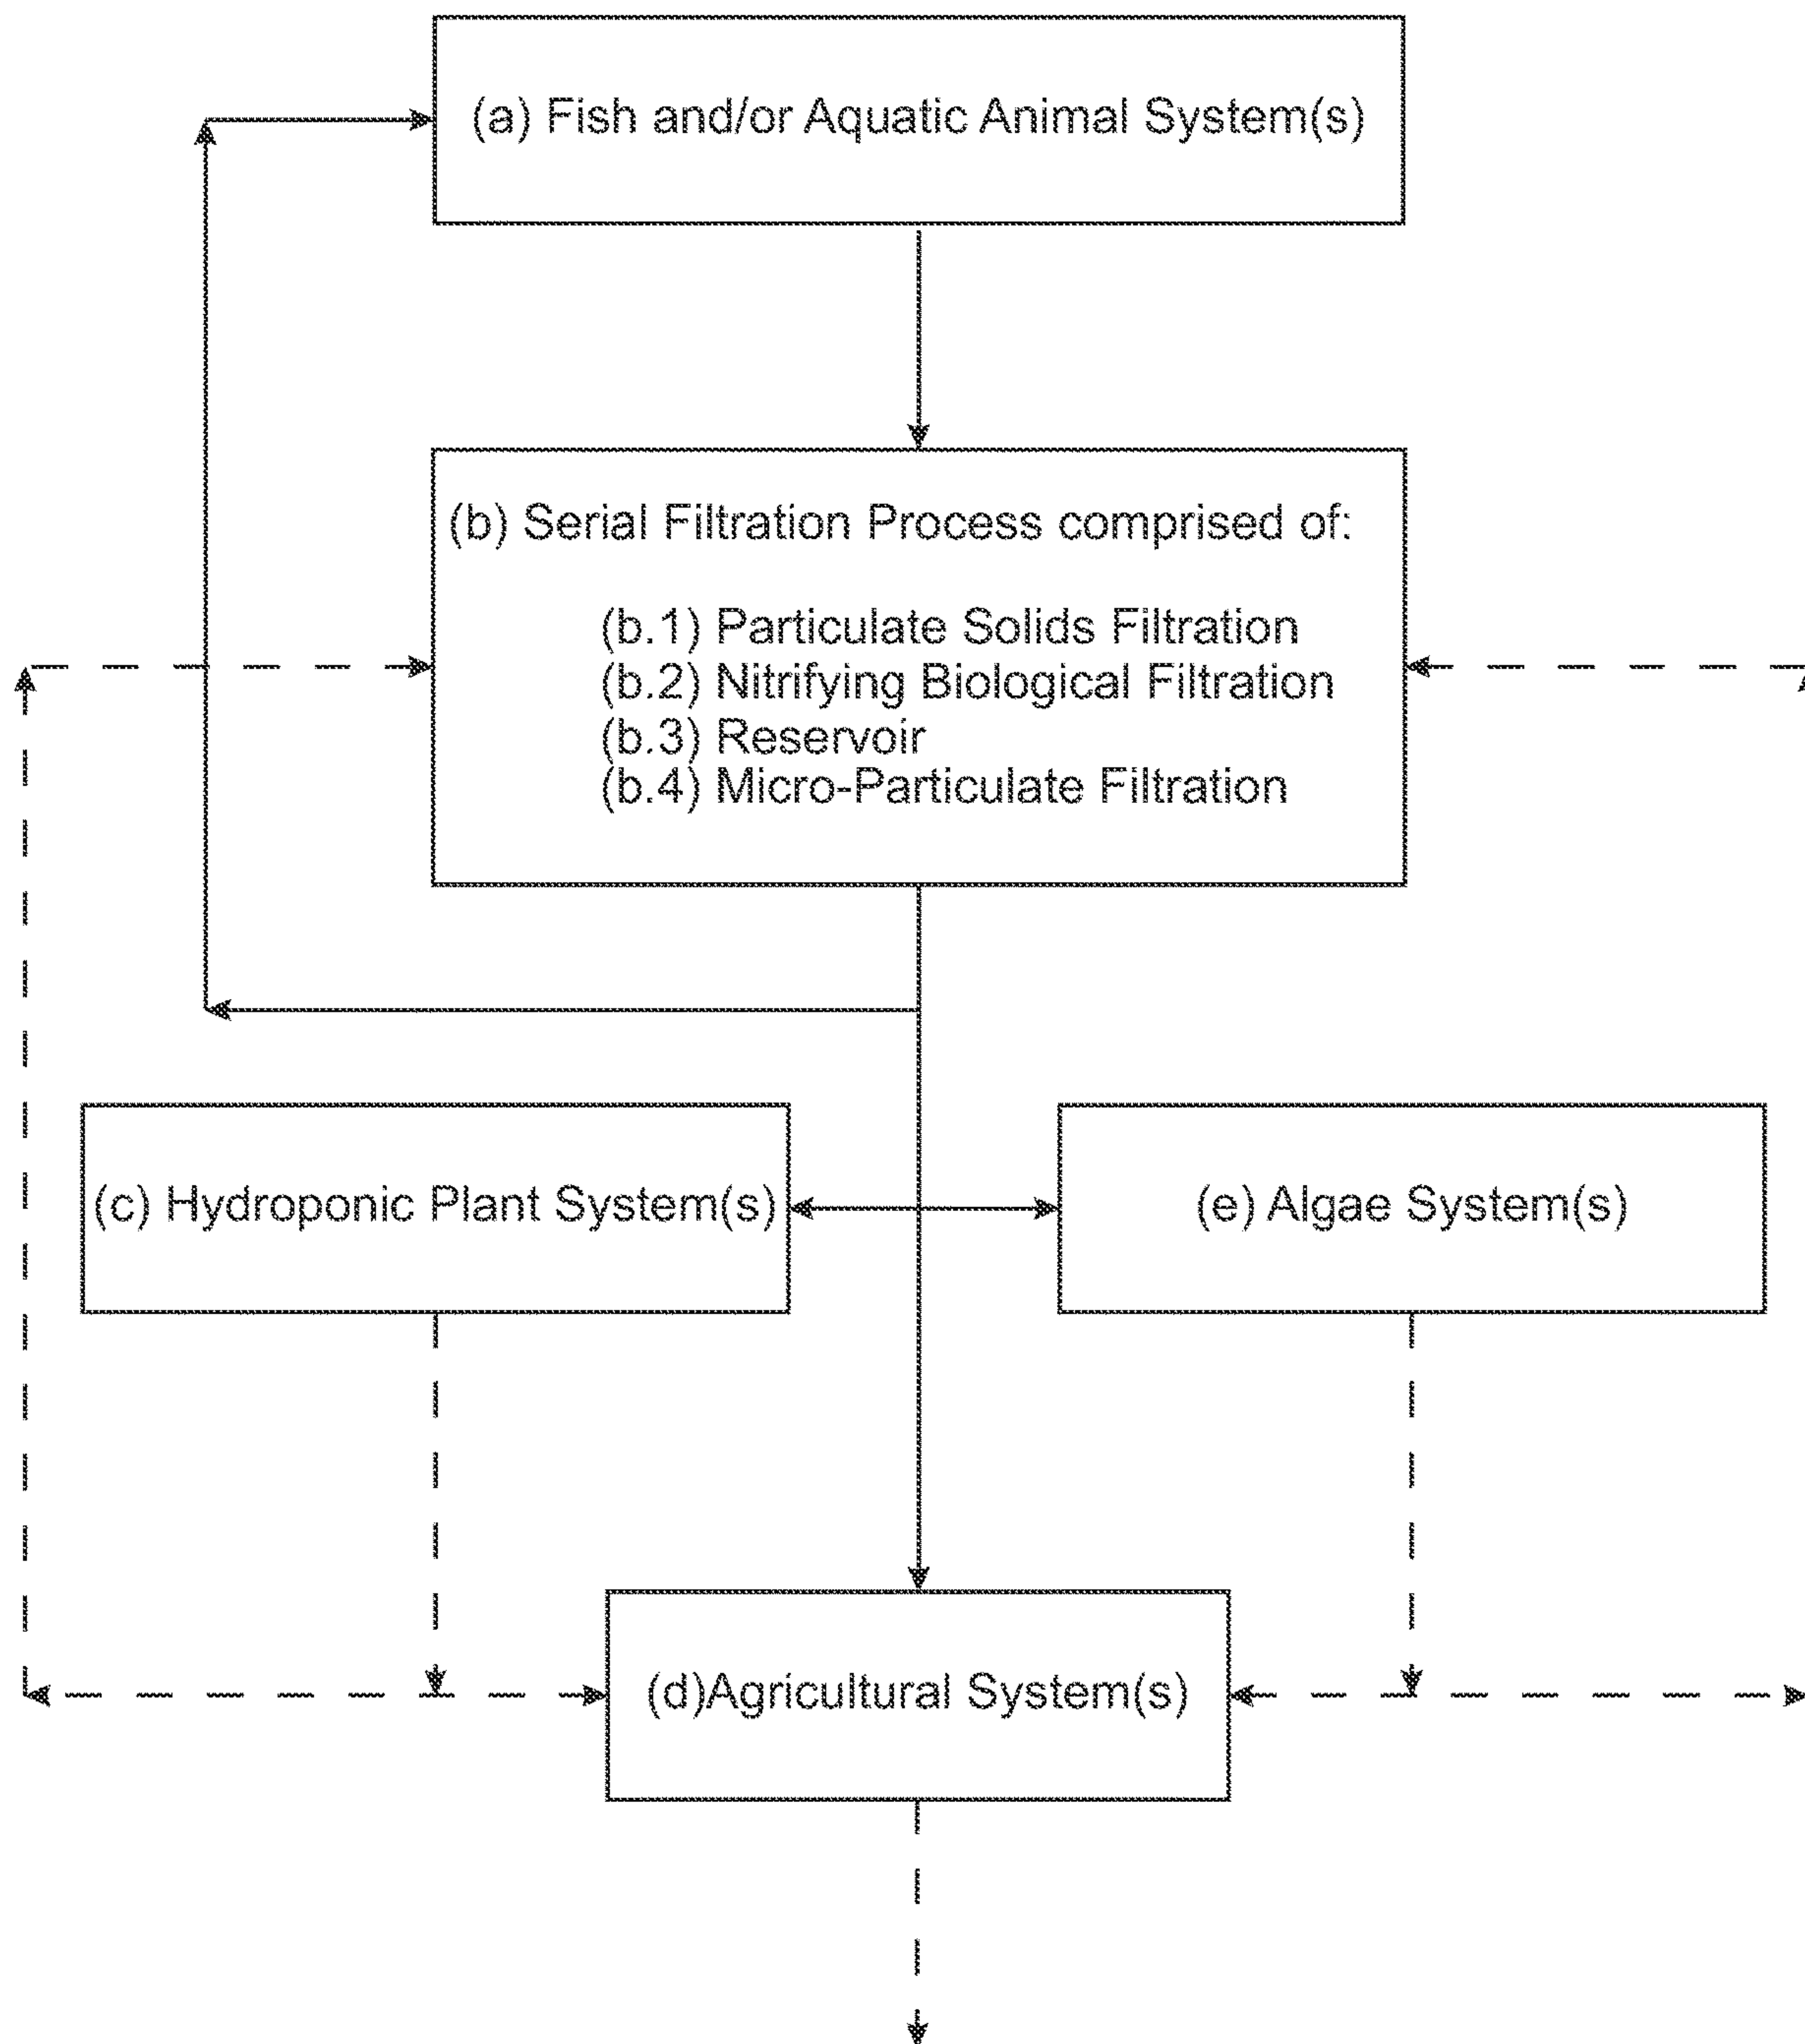 (a) Fish and/or Aquatic Animal System(s)
(b) Serial Filtration Process comprised of:
(b.1) Particulate Solids Filtration
(b.2) Nitrifying Biological Filtration
(b.3) Reservoir
(b.4) Micro-Particulate Filtration
(c) Hydroponic Plant System(s)
(e) Algae System(s)
(d)Agricultural System(s)